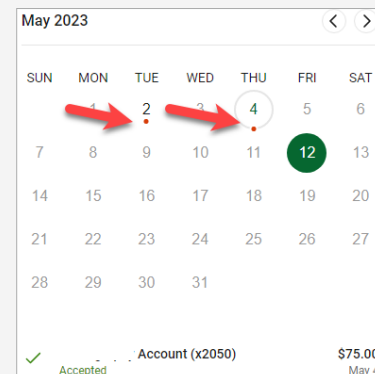 May 2023
SUN MON TUE WED THU FRI SAT
1 2 3 4 5 6
7 8 9 10 11 12 13
14 15 16 17 18 19 20
21 22 23 24 25 26 27
28 29 30 31
Account (x2050) $75.00
Accepted May 4